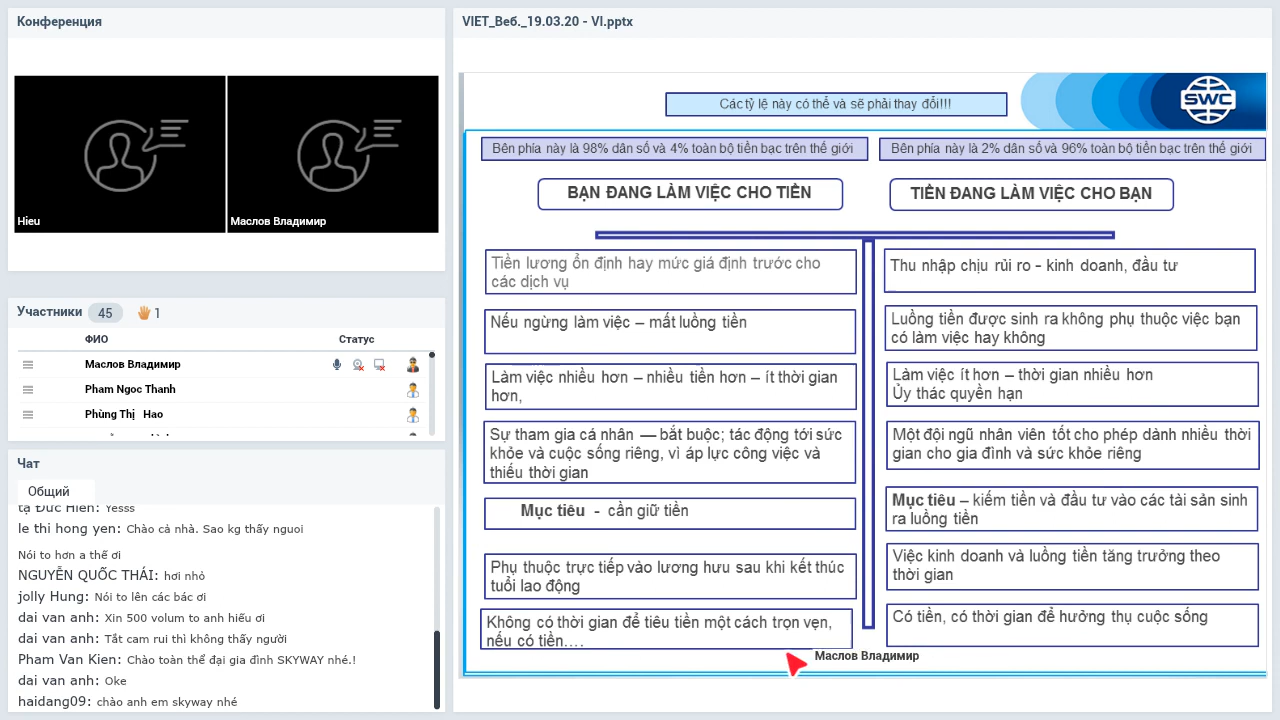 Конференция
Hieu
Маслов Владимир
Участники 45 1
ФИО Статус
Маслов Владимир
Pham Ngoc Thanh
Phùng Thị Hao
Чат
Общий
tạ Đức Hiền: Yesss
le thi hong yen: Chào cả nhà. Sao kg thấy nguoi
Nói to hơn a thế ơi
NGUYỄN QUỐC THÁI: hơi nhỏ
jolly Hung: Nói to lên các bác ơi
dai van anh: Xin 500 volum to anh hiếu ơi
dai van anh: Tắt cam rui thì không thấy người
Pham Van Kien: Chào toàn thể đại gia đình SKYWAY nhé.!
dai van anh: Oke
haidang09: chào anh em skyway nhé
VIET_Веб._19.03.20 - VI.pptx
Các tỷ lệ này có thể và sẽ phải thay đổi!!!
SWC
Bên phía này là 98% dân số và 4% toàn bộ tiền bạc trên thế giới
Bên phía này là 2% dân số và 96% toàn bộ tiền bạc trên thế giới
BẠN ĐANG LÀM VIỆC CHO TIỀN
TIỀN ĐANG LÀM VIỆC CHO BẠN
Tiền lương ổn định hay mức giá định trước cho
các dịch vụ
Thu nhập chịu rủi ro - kinh doanh, đầu tư
Nếu ngừng làm việc – mất luồng tiền
Luồng tiền được sinh ra không phụ thuộc việc bạn
có làm việc hay không
Làm việc nhiều hơn – nhiều tiền hơn – ít thời gian
hơn,
Làm việc ít hơn – thời gian nhiều hơn
Ủy thác quyền hạn
Sự tham gia cá nhân — bắt buộc; tác động tới sức
khỏe và cuộc sống riêng, vì áp lực công việc và
thiếu thời gian
Một đội ngũ nhân viên tốt cho phép dành nhiều thời
gian cho gia đình và sức khỏe riêng
Mục tiêu - cần giữ tiền
Mục tiêu – kiếm tiền và đầu tư vào các tài sản sinh
ra luồng tiền
Phụ thuộc trực tiếp vào lương hưu sau khi kết thúc
tuổi lao động
Việc kinh doanh và luồng tiền tăng trưởng theo
thời gian
Không có thời gian để tiêu tiền một cách trọn vẹn,
nếu có tiền....
Có tiền, có thời gian để hưởng thụ cuộc sống
Маслов Владимир